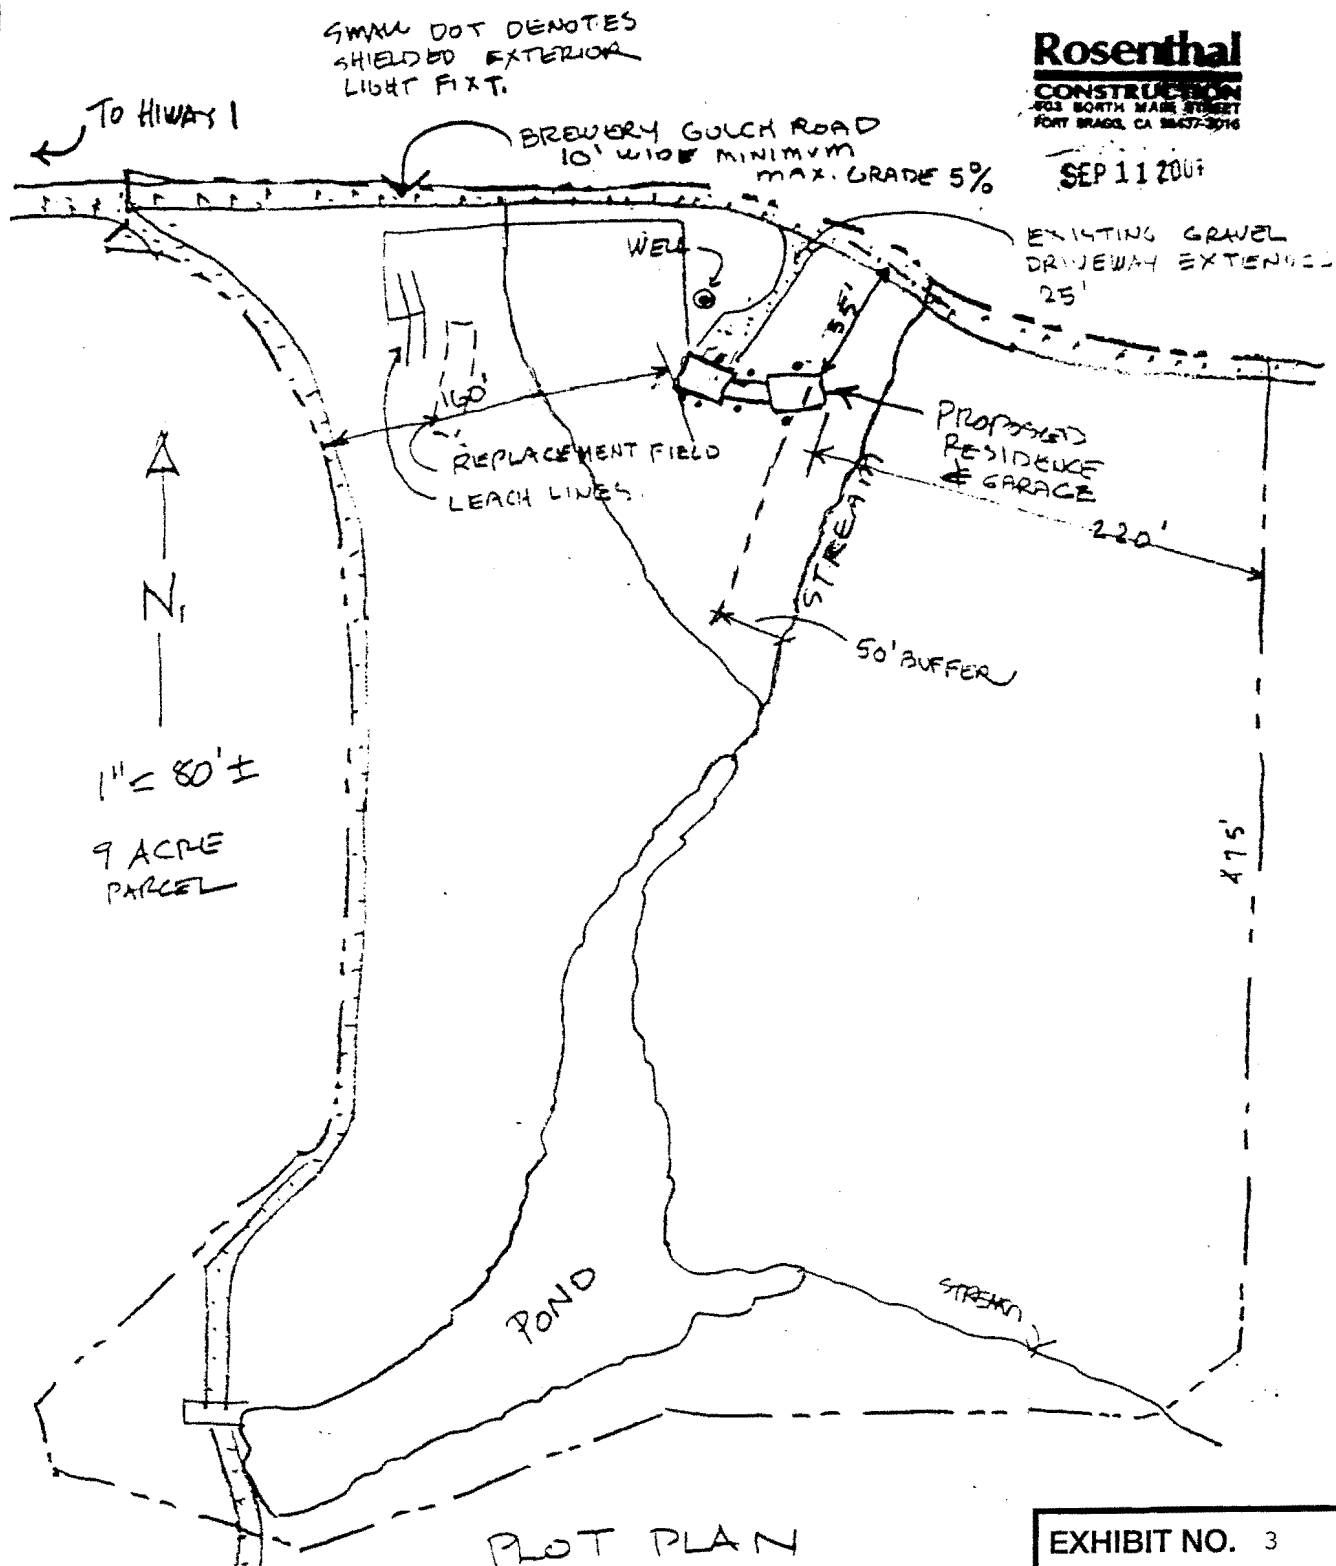 SMALL DOT DENOTES
SHIELDED EXTERIOR
LIGHT FIXT.
Rosenthal
CONSTRUCTION
FORT BRAGG, CA
SEP 11
TO HIWAY 1
BREWERY GULCH ROAD
10' WIDE MINIMUM
MAX. GRADE 5%
EXISTING GRAVEL
DRIVEWAY
25'
WELL
55'
160'
REPLACEMENT FIELD
LEACH LINES
PROPOSED
RESIDENCE
& GARAGE
STREAM
220'
50' BUFFER
N
1" = 80' ±
9 ACRE
PARCEL
POND
STREAM
PLOT PLAN
EXHIBIT NO. 3